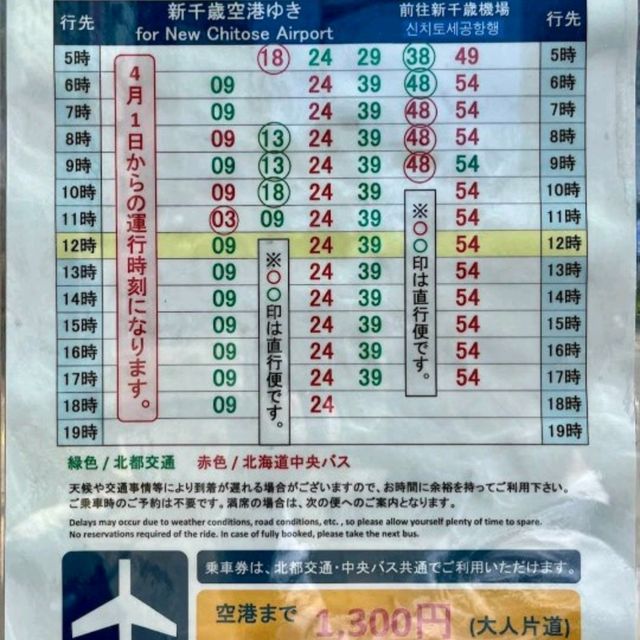 行先 新千歳空港ゆき 前往新千歳機場 行先
for New Chitose Airport 신치토세공항행
4月1日からの運行時刻になります。
5時 18 24 29 38 49 5時
6時 09 24 39 48 54 6時
7時 09 24 39 48 54 7時
8時 09 13 24 39 48 54 8時
9時 09 13 24 39 48 54 9時
10時 09 18 24 39 54 10時
11時 03 09 24 39 54 11時
12時 09 24 39 54 12時
13時 09 24 39 54 13時
14時 09 24 39 54 14時
15時 09 24 39 54 15時
16時 09 24 39 54 16時
17時 09 24 39 54 17時
18時 09 24 18時
19時 19時
※○○印は直行便です。
※○○印は直行便です。
緑色 / 北都交通 赤色 / 北海道中央バス
天候や交通事情等により到着が遅れる場合がございますので、お時間に余裕を持ってご利用下さい。
ご乗車時のご予約は不要です。満席の場合は、次の便へのご案内となります。
Delays may occur due to weather conditions, road conditions, etc. , so please allow yourself plenty of time to spare.
No reservations required of the ride. In case of fully booked, please take the next bus.
乗車券は、北都交通・中央バス共通でご利用いただけます。
空港まで 1,300円 (大人片道)